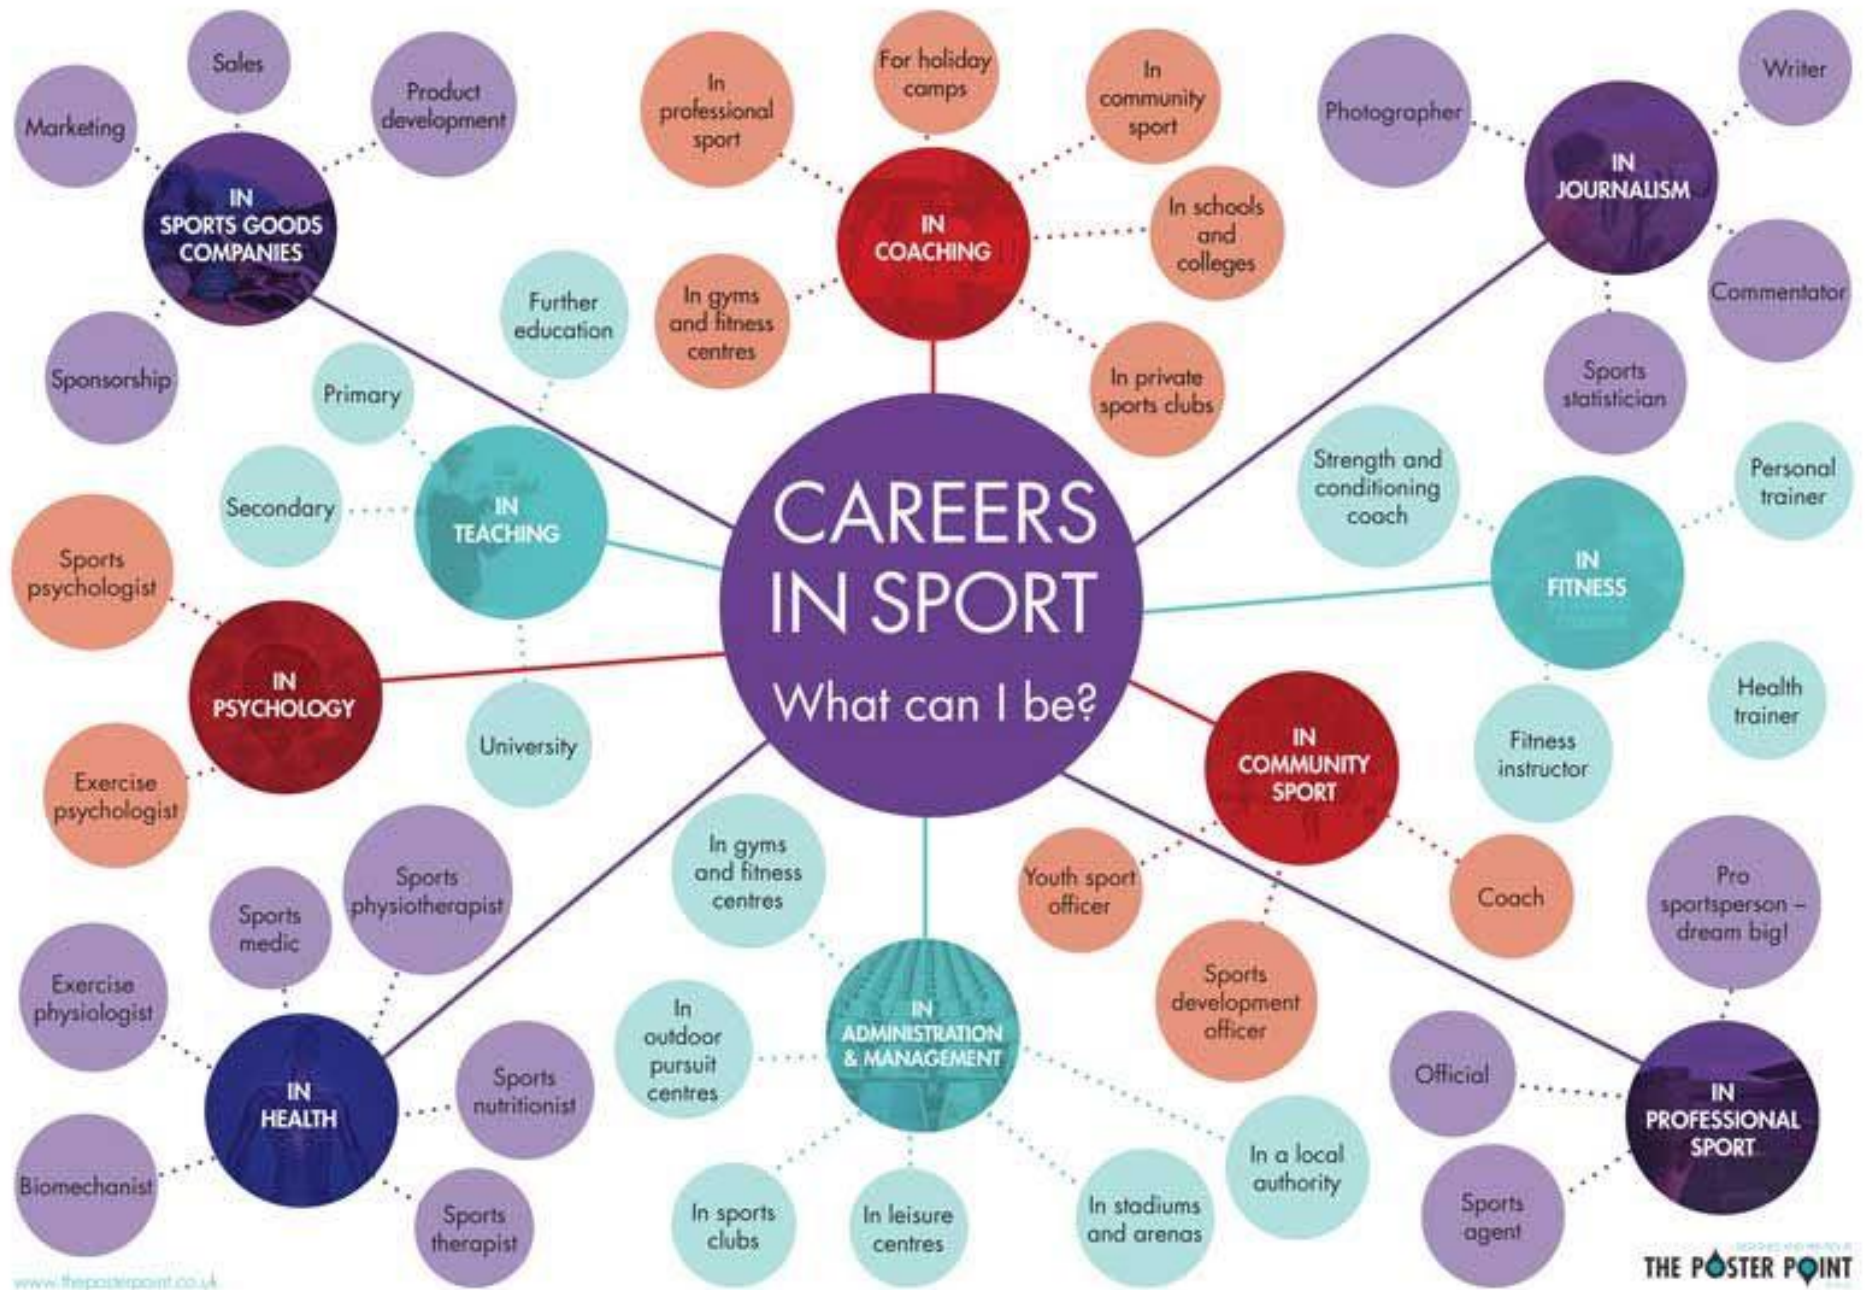 CAREERS
IN SPORT
What can I be?
IN
SPORTS GOODS
COMPANIES
Marketing
Sales
Product
development
Sponsorship
IN
COACHING
In
professional
sport
For holiday
camps
In
community
sport
In schools
and
colleges
In private
sports clubs
In gyms
and fitness
centres
IN
JOURNALISM
Photographer
Writer
Commentator
Sports
statistician
IN
TEACHING
Further
education
Primary
Secondary
University
IN
FITNESS
Strength and
conditioning
coach
Personal
trainer
Health
trainer
Fitness
instructor
IN
PSYCHOLOGY
Sports
psychologist
Exercise
psychologist
IN
COMMUNITY
SPORT
Youth sport
officer
Sports
development
officer
Coach
IN
HEALTH
Sports
physiotherapist
Sports
medic
Exercise
physiologist
Biomechanist
Sports
nutritionist
Sports
therapist
IN
ADMINISTRATION
& MANAGEMENT
In gyms
and fitness
centres
In
outdoor
pursuit
centres
In sports
clubs
In leisure
centres
In stadiums
and arenas
In a local
authority
IN
PROFESSIONAL
SPORT
Pro
sportsperson –
dream big!
Official
Sports
agent
www.theposterpoint.co.uk
THE POSTER POINT